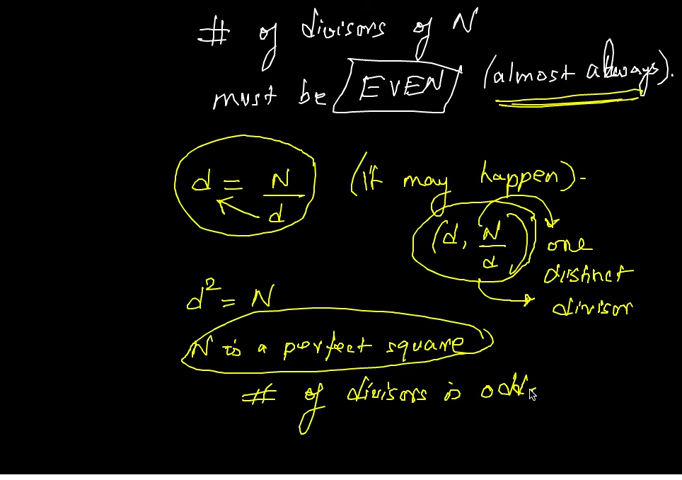 # of divisors of N
must be EVEN (almost always).
d = N/d (it may happen).
(d, N/d) one
distinct
divisor
d² = N
N is a perfect square
# of divisors is odd